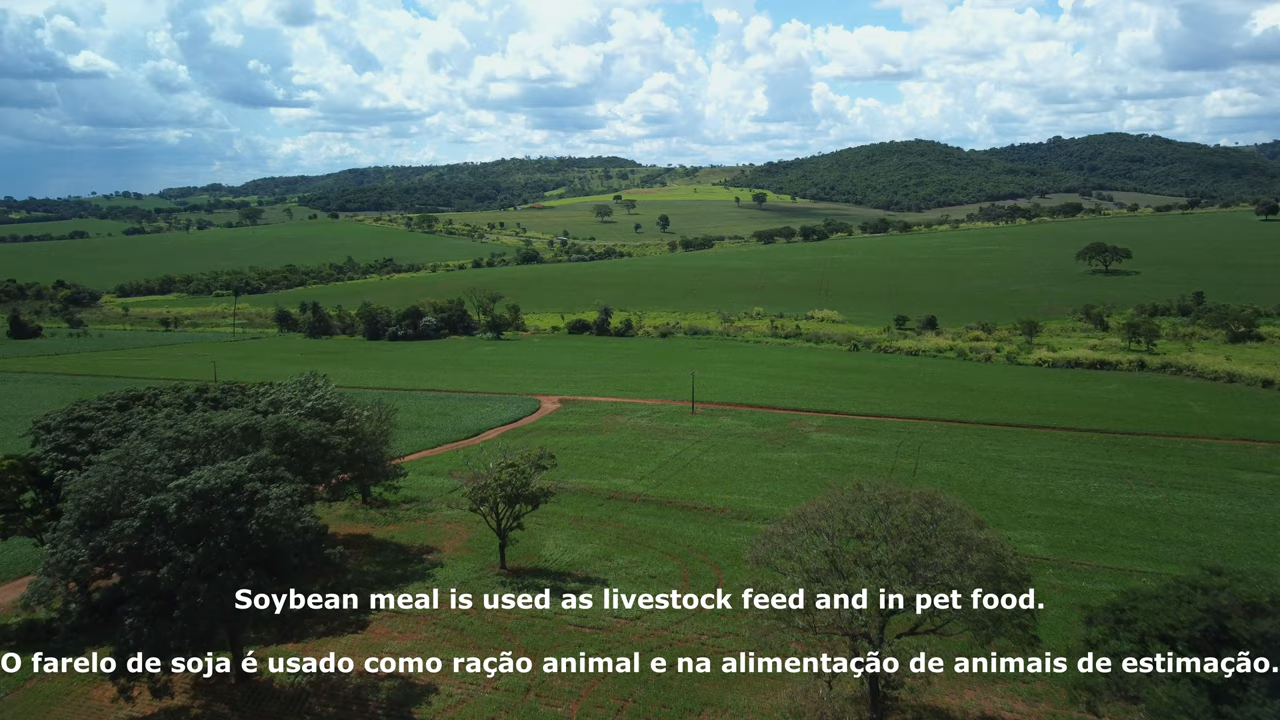 Soybean meal is used as livestock feed and in pet food.
O farelo de soja é usado como ração animal e na alimentação de animais de estimação.